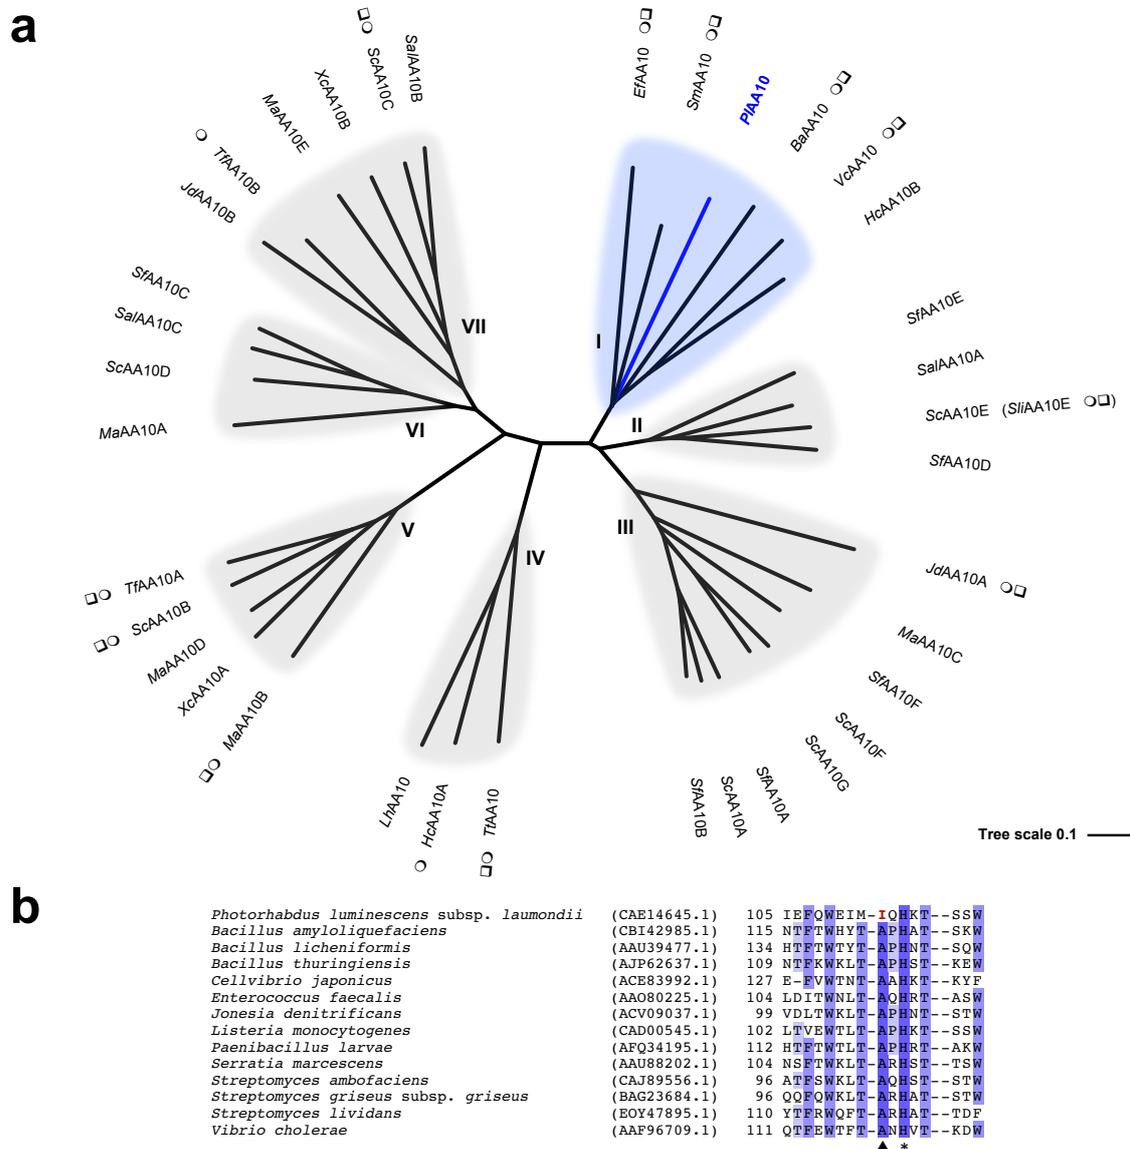 a
ScAA10C
SalAA10B
XcAA10B
MaAA10E
TfAA10B
JdAA10B
EfAA10
SmAA10
PlAA10
BaAA10
VcAA10
HcAA10B
SfAA10C
SalAA10C
ScAA10D
MaAA10A
VII
VI
I
II
SfAA10E
SalAA10A
ScAA10E (SliAA10E ❍❏)
SfAA10D
V
IV
III
TfAA10A
ScAA10B
MaAA10D
XcAA10A
MaAA10B
JdAA10A
MaAA10C
SfAA10F
ScAA10F
ScAA10G
SfAA10A
ScAA10A
SfAA10B
LhAA10
HcAA10A
TtAA10
Tree scale 0.1
b
Photorhabdus luminescens subsp. laumondii (CAE14645.1) 105 IEFQWEIM-IQHKT--SSW
Bacillus amyloliquefaciens (CBI42985.1) 115 NTFTWHYT-APHAT--SKW
Bacillus licheniformis (AAU39477.1) 134 HTFTWTYT-APHNT--SQW
Bacillus thuringiensis (AJP62637.1) 109 NTFKWKLT-APHST--KEW
Cellvibrio japonicus (ACE83992.1) 127 E-FVWTNT-AAHKT--KYF
Enterococcus faecalis (AAO80225.1) 104 LDITWNLT-AQHRT--ASW
Jonesia denitrificans (ACV09037.1) 99 VDLTWKLT-APHNT--STW
Listeria monocytogenes (CAD00545.1) 102 LTVEWTLT-APHKT--SSW
Paenibacillus larvae (AFQ34195.1) 112 HTFTWTLT-APHRT--AKW
Serratia marcescens (AAU88202.1) 104 NSFTWKLT-ARHST--TSW
Streptomyces ambofaciens (CAJ89556.1) 96 ATFSWKLT-AQHST--STW
Streptomyces griseus subsp. griseus (BAG23684.1) 96 QQFQWKLT-ARHAT--STW
Streptomyces lividans (EOY47895.1) 110 YTFRWQFT-ARHAT--TDF
Vibrio cholerae (AAF96709.1) 111 QTFEWTFT-ANHVT--KDW
▲ *